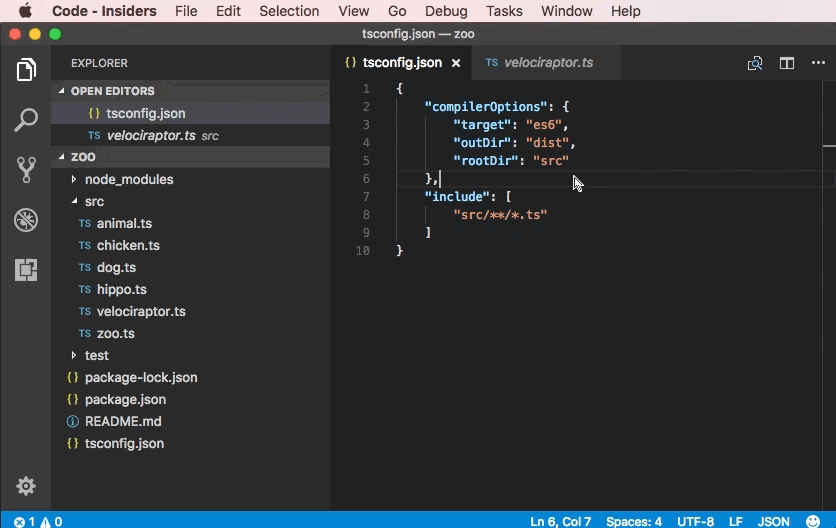 Code - Insiders File Edit Selection View Go Debug Tasks Window Help
tsconfig.json — zoo
EXPLORER
OPEN EDITORS
{} tsconfig.json
TS velociraptor.ts src
ZOO
node_modules
src
TS animal.ts
TS chicken.ts
TS dog.ts
TS hippo.ts
TS velociraptor.ts
TS zoo.ts
test
{} package-lock.json
{} package.json
README.md
{} tsconfig.json
{} tsconfig.json × TS velociraptor.ts
1 {
2 "compilerOptions": {
3 "target": "es6",
4 "outDir": "dist",
5 "rootDir": "src"
6 },
7 "include": [
8 "src/**/*.ts"
9 ]
10 }
1 0 Ln 6, Col 7 Spaces: 4 UTF-8 LF JSON